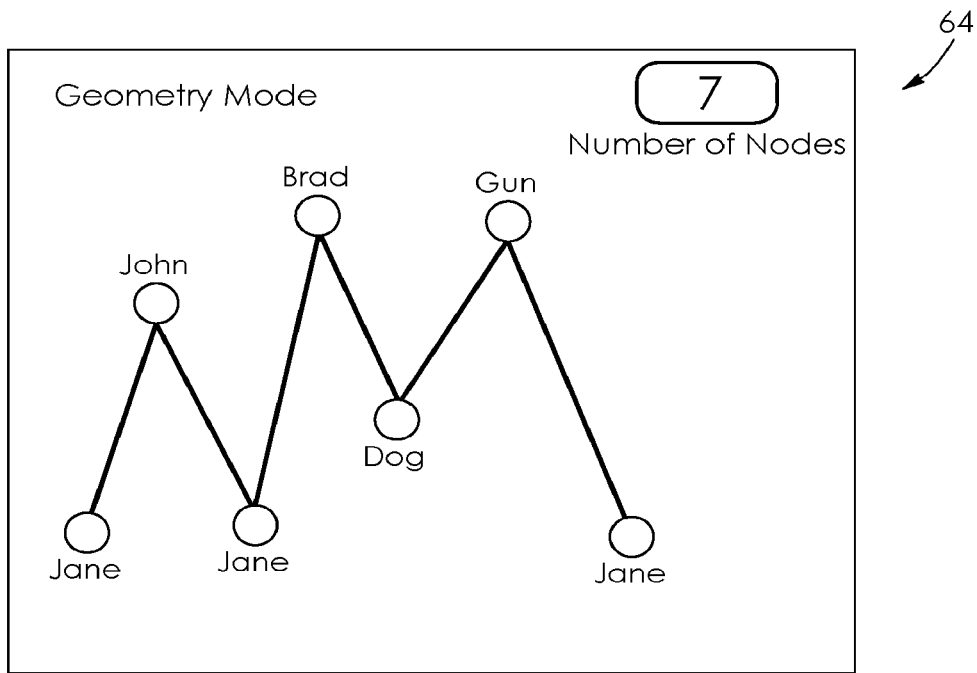 64
Geometry Mode
7
Number of Nodes
Brad
Gun
John
Dog
Jane
Jane
Jane